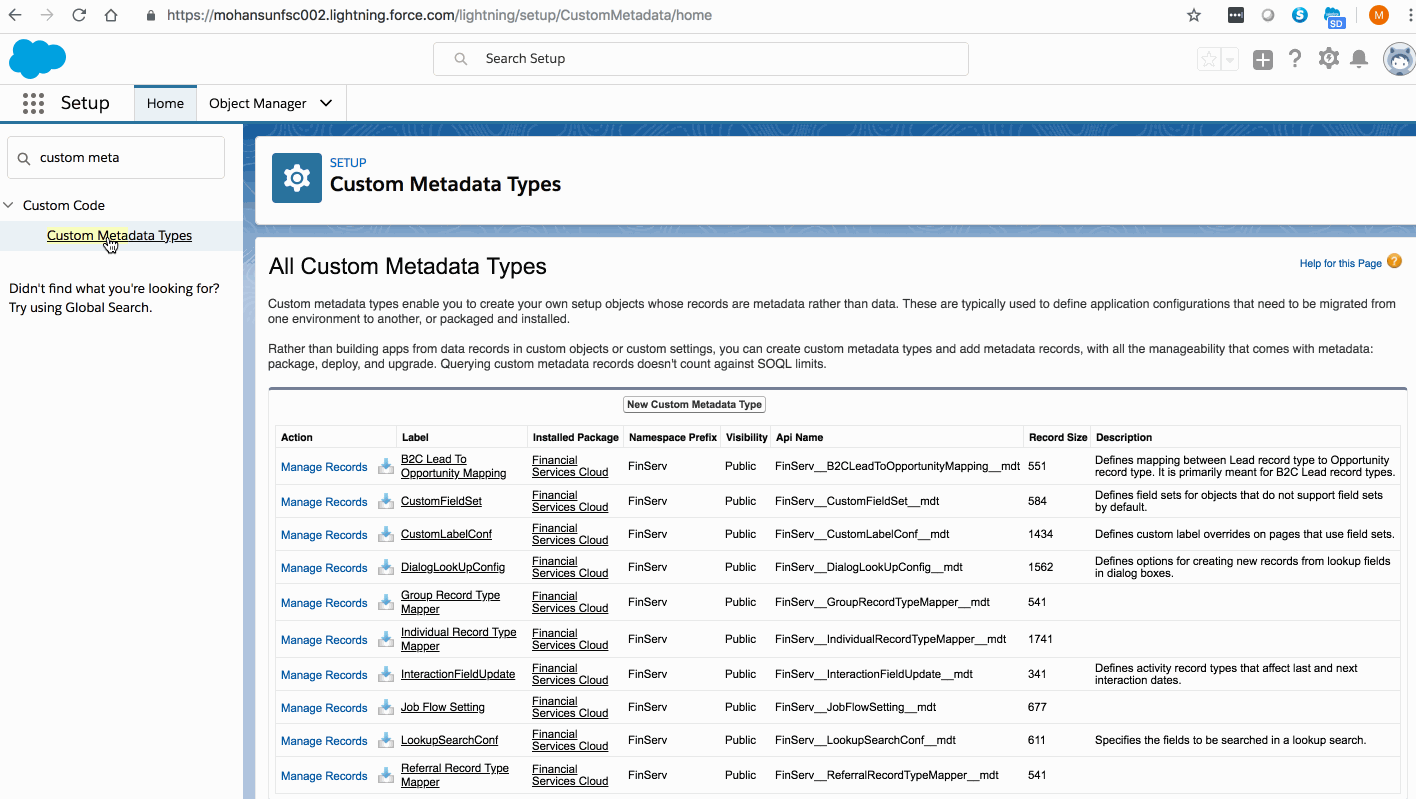 https://mohansunfsc002.lightning.force.com/lightning/setup/CustomMetadata/home
S
SD
M
Search Setup
Setup
Home
Object Manager
custom meta
Custom Code
Custom Metadata Types
Didn't find what you're looking for?
Try using Global Search.
SETUP
Custom Metadata Types
All Custom Metadata Types
Help for this Page ?
Custom metadata types enable you to create your own setup objects whose records are metadata rather than data. These are typically used to define application configurations that need to be migrated from
one environment to another, or packaged and installed.
Rather than building apps from data records in custom objects or custom settings, you can create custom metadata types and add metadata records, with all the manageability that comes with metadata:
package, deploy, and upgrade. Querying custom metadata records doesn't count against SOQL limits.
New Custom Metadata Type
Action Label Installed Package Namespace Prefix Visibility Api Name Record Size Description
Manage Records B2C Lead To Opportunity Mapping Financial Services Cloud FinServ Public FinServ__B2CLeadToOpportunityMapping__mdt 551 Defines mapping between Lead record type to Opportunity record type. It is primarily meant for B2C Lead record types.
Manage Records CustomFieldSet Financial Services Cloud FinServ Public FinServ__CustomFieldSet__mdt 584 Defines field sets for objects that do not support field sets by default.
Manage Records CustomLabelConf Financial Services Cloud FinServ Public FinServ__CustomLabelConf__mdt 1434 Defines custom label overrides on pages that use field sets.
Manage Records DialogLookUpConfig Financial Services Cloud FinServ Public FinServ__DialogLookUpConfig__mdt 1562 Defines options for creating new records from lookup fields in dialog boxes.
Manage Records Group Record Type Mapper Financial Services Cloud FinServ Public FinServ__GroupRecordTypeMapper__mdt 541
Manage Records Individual Record Type Mapper Financial Services Cloud FinServ Public FinServ__IndividualRecordTypeMapper__mdt 1741
Manage Records InteractionFieldUpdate Financial Services Cloud FinServ Public FinServ__InteractionFieldUpdate__mdt 341 Defines activity record types that affect last and next interaction dates.
Manage Records Job Flow Setting Financial Services Cloud FinServ Public FinServ__JobFlowSetting__mdt 677
Manage Records LookupSearchConf Financial Services Cloud FinServ Public FinServ__LookupSearchConf__mdt 611 Specifies the fields to be searched in a lookup search.
Manage Records Referral Record Type Mapper Financial Services Cloud FinServ Public FinServ__ReferralRecordTypeMapper__mdt 541